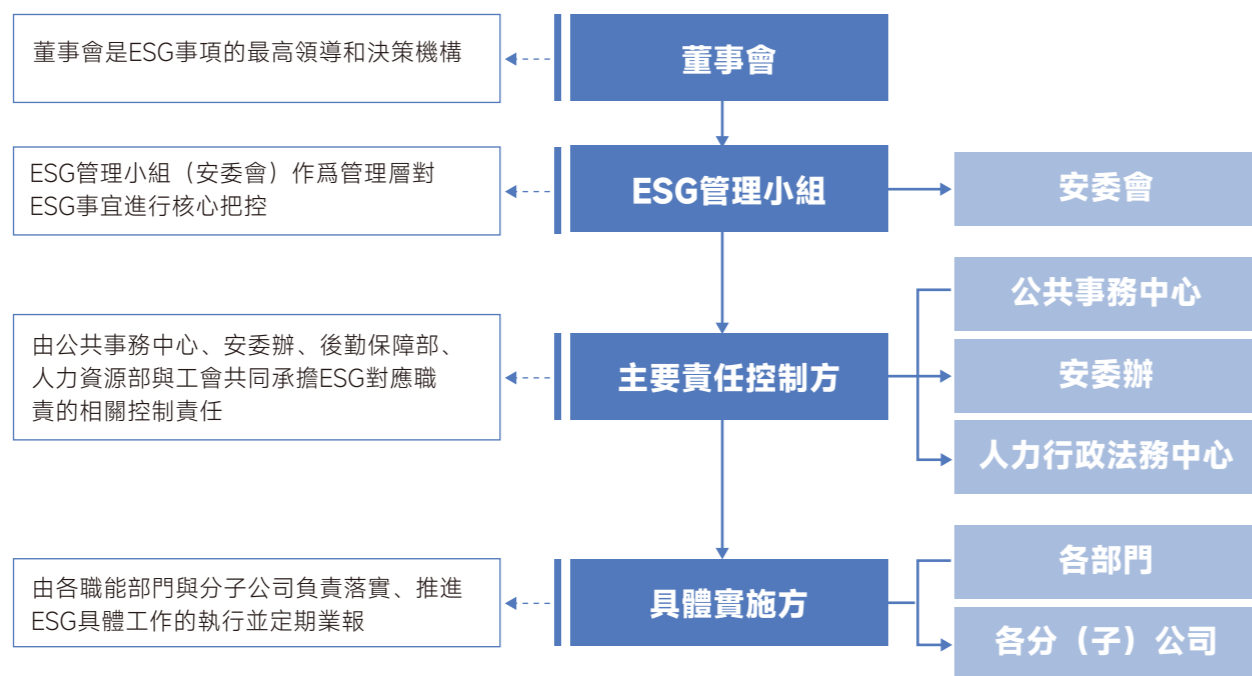 董事會是ESG事項的最高領導和決策機構
董事會
ESG管理小組（安委會）作爲管理層對
ESG事宜進行核心把控
ESG管理小組
安委會
由公共事務中心、安委辦、後勤保障部、
人力資源部與工會共同承擔ESG對應職
責的相關控制責任
主要責任控制方
公共事務中心
安委辦
人力行政法務中心
由各職能部門與分子公司負責落實、推進
ESG具體工作的執行並定期業報
具體實施方
各部門
各分（子）公司